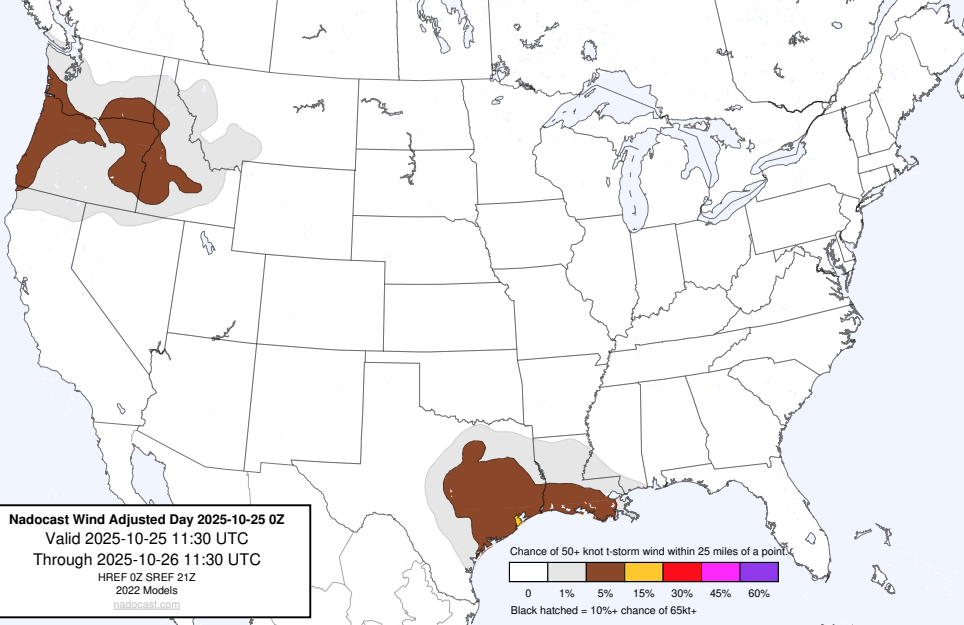 Nadocast Wind Adjusted Day 2025-10-25 0Z
Valid 2025-10-25 11:30 UTC
Through 2025-10-26 11:30 UTC
HREF 0Z SREF 21Z
2022 Models
nadocast.com
Chance of 50+ knot t-storm wind within 25 miles of a point.
0 1% 5% 15% 30% 45% 60%
Black hatched = 10%+ chance of 65kt+